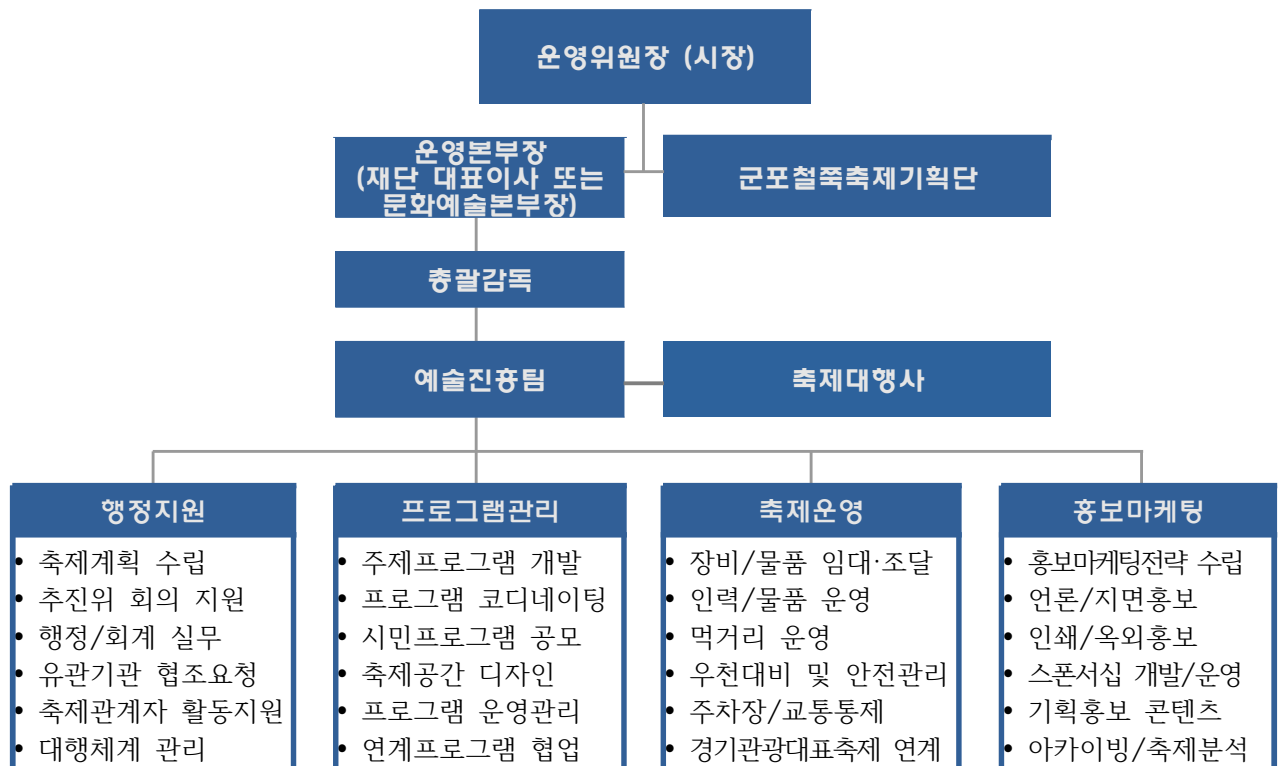 운영위원장 (시장)
운영본부장
(재단 대표이사 또는
문화예술본부장)
군포철쭉축제기획단
총괄감독
예술진흥팀
축제대행사
행정지원
• 축제계획 수립
• 추진위 회의 지원
• 행정/회계 실무
• 유관기관 협조요청
• 축제관계자 활동지원
• 대행체계 관리
프로그램관리
• 주제프로그램 개발
• 프로그램 코디네이팅
• 시민프로그램 공모
• 축제공간 디자인
• 프로그램 운영관리
• 연계프로그램 협업
축제운영
• 장비/물품 임대·조달
• 인력/물품 운영
• 먹거리 운영
• 우천대비 및 안전관리
• 주차장/교통통제
• 경기관광대표축제 연계
홍보마케팅
• 홍보마케팅전략 수립
• 언론/지면홍보
• 인쇄/옥외홍보
• 스폰서십 개발/운영
• 기획홍보 콘텐츠
• 아카이빙/축제분석